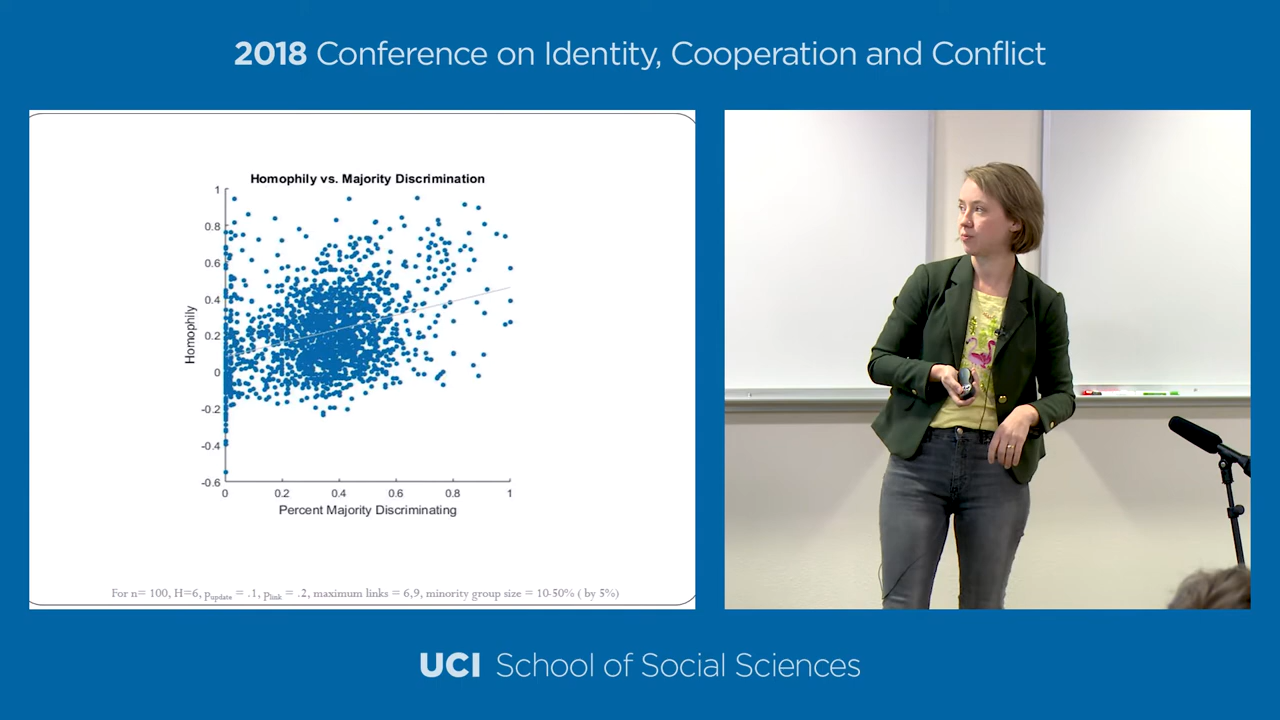 2018 Conference on Identity, Cooperation and Conflict
Homophily vs. Majority Discrimination
1
0.8
0.6
0.4
0.2
0
-0.2
-0.4
-0.6
Homophily
0 0.2 0.4 0.6 0.8 1
Percent Majority Discriminating
For n= 100, H=6, pupdate = .1, plink = .2, maximum links = 6,9, minority group size = 10-50% ( by 5%)
UCI School of Social Sciences